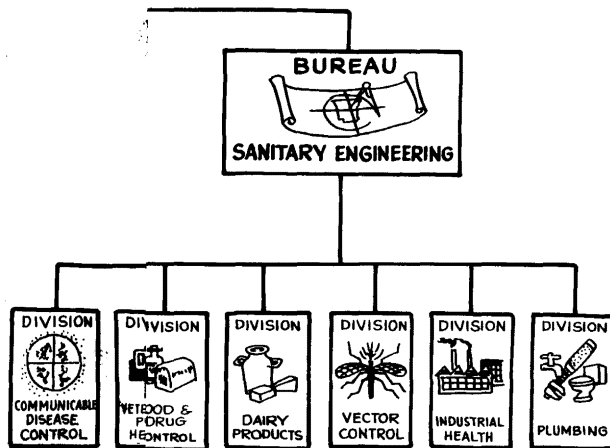 BUREAU
SANITARY ENGINEERING
DIVISION
COMMUNICABLE
DISEASE
CONTROL
DIVISION
DIVISION
DAIRY
PRODUCTS
DIVISION
VECTOR
CONTROL
DIVISION
INDUSTRIAL
HEALTH
DIVISION
PLUMBING